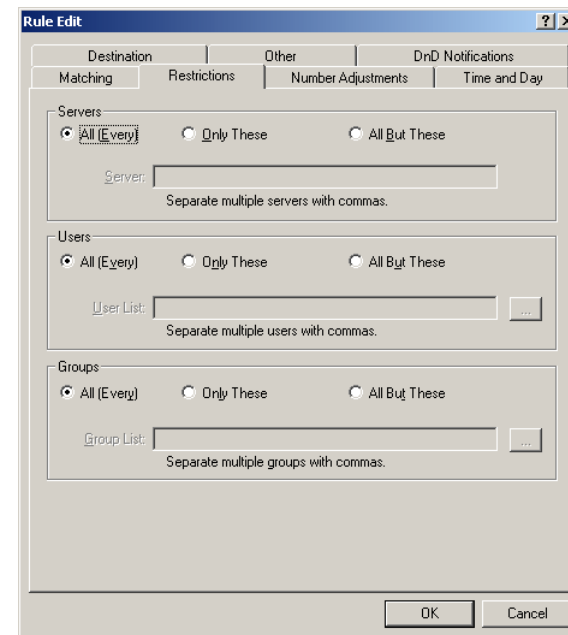 Rule Edit
Destination Other DnD Notifications
Matching Restrictions Number Adjustments Time and Day
Servers
All (Every) Only These All But These
Server:
Separate multiple servers with commas.
Users
All (Every) Only These All But These
User List: ...
Separate multiple users with commas.
Groups
All (Every) Only These All But These
Group List: ...
Separate multiple groups with commas.
OK Cancel